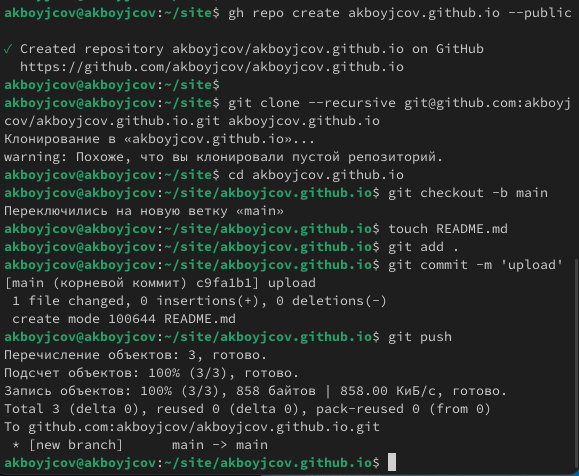 akboyjcov@akboyjcov:~/site$ gh repo create akboyjcov.github.io --public
✓ Created repository akboyjcov/akboyjcov.github.io on GitHub
https://github.com/akboyjcov/akboyjcov.github.io
akboyjcov@akboyjcov:~/site$
akboyjcov@akboyjcov:~/site$ git clone --recursive git@github.com:akboyj
cov/akboyjcov.github.io.git akboyjcov.github.io
Клонирование в «akboyjcov.github.io»...
warning: Похоже, что вы клонировали пустой репозиторий.
akboyjcov@akboyjcov:~/site$ cd akboyjcov.github.io
akboyjcov@akboyjcov:~/site/akboyjcov.github.io$ git checkout -b main
Переключились на новую ветку «main»
akboyjcov@akboyjcov:~/site/akboyjcov.github.io$ touch README.md
akboyjcov@akboyjcov:~/site/akboyjcov.github.io$ git add .
akboyjcov@akboyjcov:~/site/akboyjcov.github.io$ git commit -m 'upload'
[main (корневой коммит) c9fa1b1] upload
1 file changed, 0 insertions(+), 0 deletions(-)
create mode 100644 README.md
akboyjcov@akboyjcov:~/site/akboyjcov.github.io$ git push
Перечисление объектов: 3, готово.
Подсчет объектов: 100% (3/3), готово.
Запись объектов: 100% (3/3), 858 байтов | 858.00 КиБ/с, готово.
Total 3 (delta 0), reused 0 (delta 0), pack-reused 0 (from 0)
To github.com:akboyjcov/akboyjcov.github.io.git
* [new branch]      main -> main
akboyjcov@akboyjcov:~/site/akboyjcov.github.io$